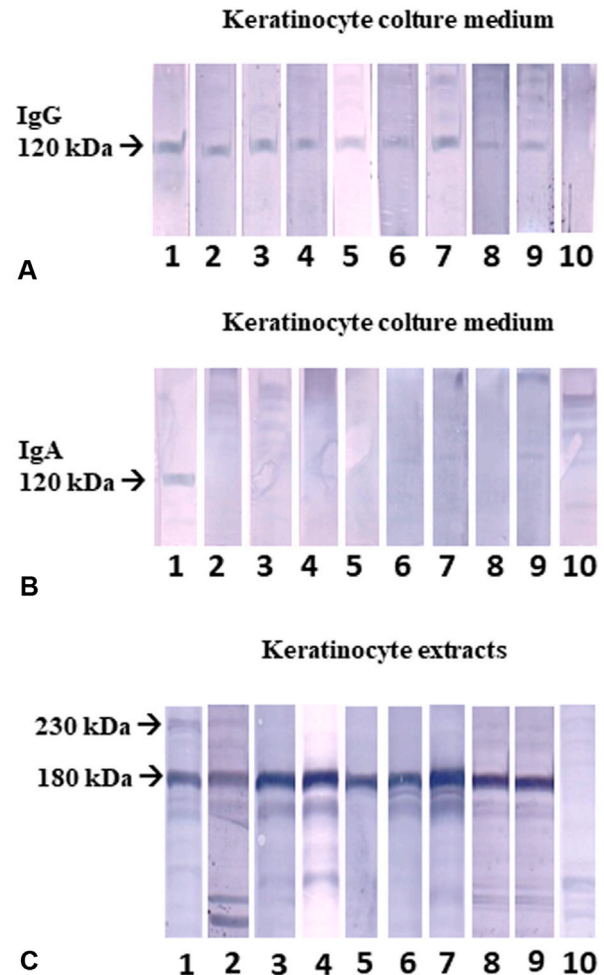 Keratinocyte colture medium
IgG
120 kDa →
1 2 3 4 5 6 7 8 9 10
A
Keratinocyte colture medium
IgA
120 kDa →
1 2 3 4 5 6 7 8 9 10
B
Keratinocyte extracts
230 kDa →
180 kDa →
1 2 3 4 5 6 7 8 9 10
C